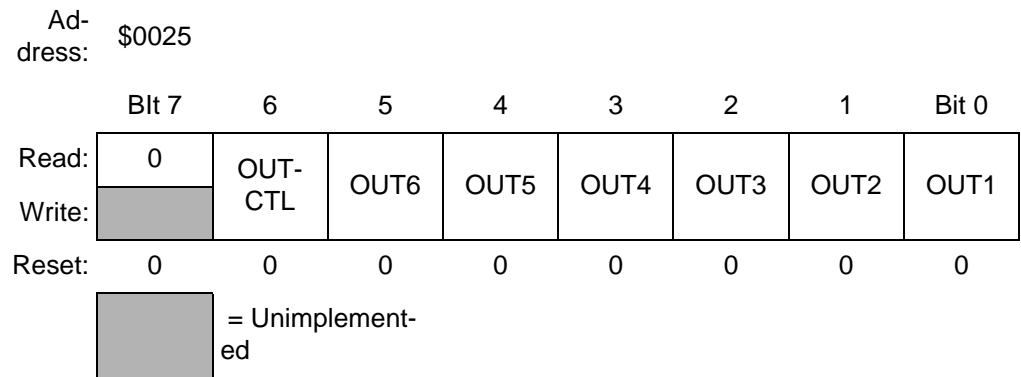 Ad-
dress: $0025
BIt 7 6 5 4 3 2 1 Bit 0
Read: 0 OUT-
CTL OUT6 OUT5 OUT4 OUT3 OUT2 OUT1
Write:
Reset: 0 0 0 0 0 0 0 0
= Unimplement-
ed